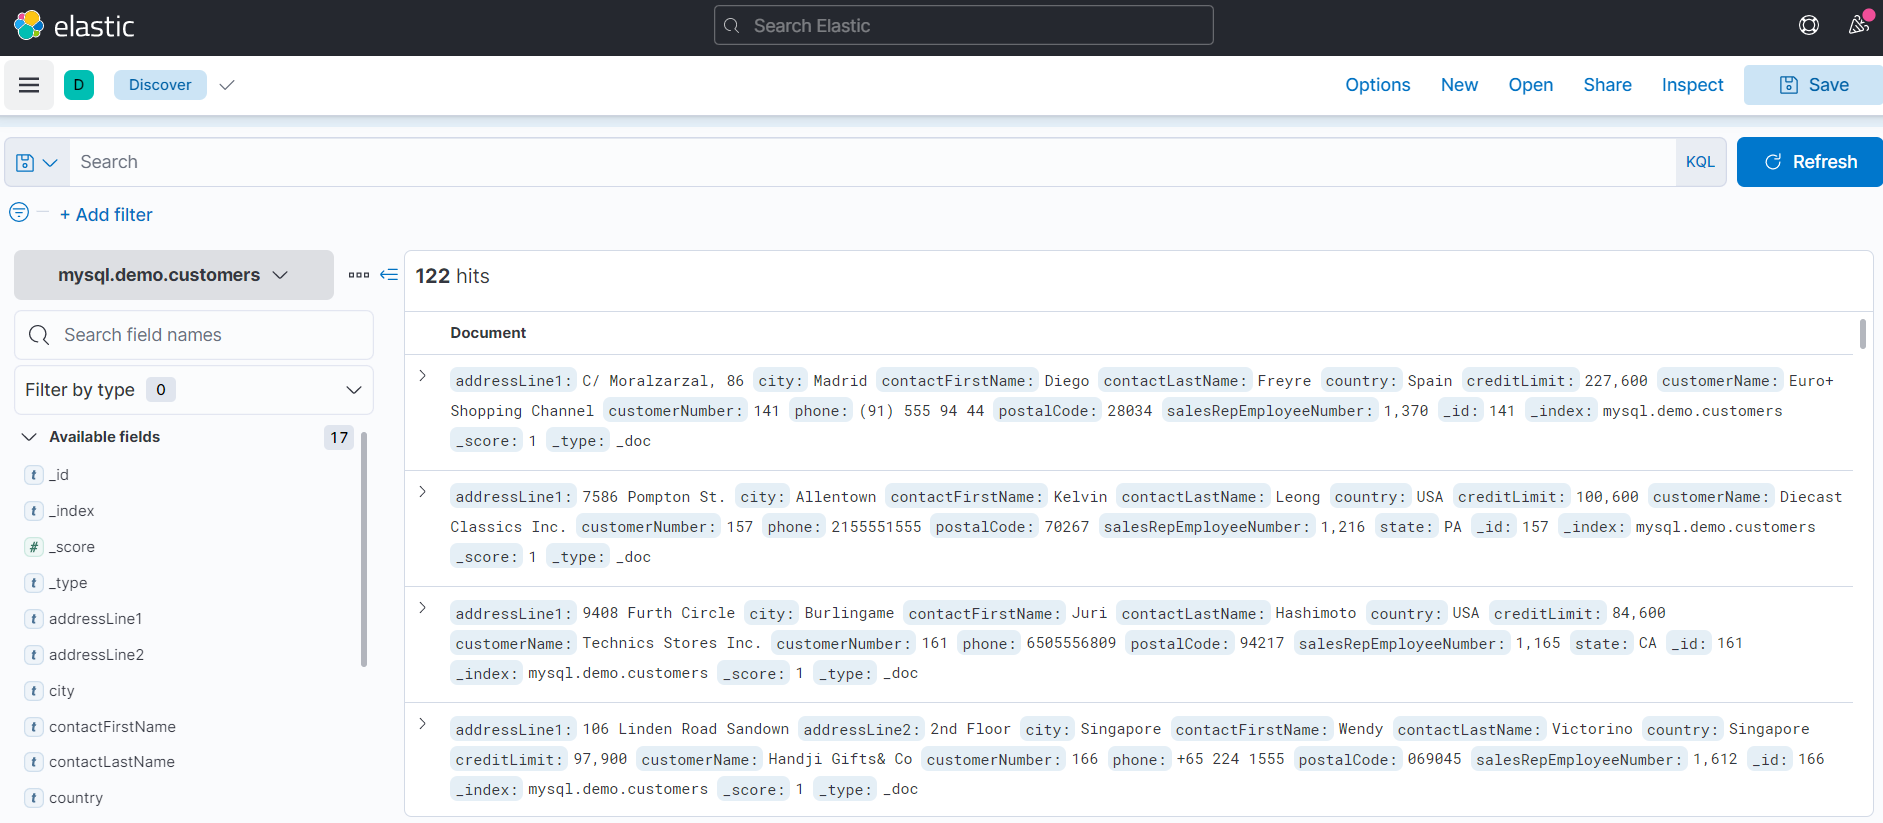 elastic
Search Elastic
D
Discover
Options
New
Open
Share
Inspect
Save
Search
KQL
Refresh
+ Add filter
mysql.demo.customers
Search field names
Filter by type 0
Available fields 17
t _id
t _index
# _score
t _type
t addressLine1
t addressLine2
t city
t contactFirstName
t contactLastName
t country
122 hits
Document
addressLine1: C/ Moralzarzal, 86 city: Madrid contactFirstName: Diego contactLastName: Freyre country: Spain creditLimit: 227,600 customerName: Euro+
Shopping Channel customerNumber: 141 phone: (91) 555 94 44 postalCode: 28034 salesRepEmployeeNumber: 1,370 _id: 141 _index: mysql.demo.customers
_score: 1 _type: _doc
addressLine1: 7586 Pompton St. city: Allentown contactFirstName: Kelvin contactLastName: Leong country: USA creditLimit: 100,600 customerName: Diecast
Classics Inc. customerNumber: 157 phone: 2155551555 postalCode: 70267 salesRepEmployeeNumber: 1,216 state: PA _id: 157 _index: mysql.demo.customers
_score: 1 _type: _doc
addressLine1: 9408 Furth Circle city: Burlingame contactFirstName: Juri contactLastName: Hashimoto country: USA creditLimit: 84,600
customerName: Technics Stores Inc. customerNumber: 161 phone: 6505556809 postalCode: 94217 salesRepEmployeeNumber: 1,165 state: CA _id: 161
_index: mysql.demo.customers _score: 1 _type: _doc
addressLine1: 106 Linden Road Sandown addressLine2: 2nd Floor city: Singapore contactFirstName: Wendy contactLastName: Victorino country: Singapore
creditLimit: 97,900 customerName: Handji Gifts& Co customerNumber: 166 phone: +65 224 1555 postalCode: 069045 salesRepEmployeeNumber: 1,612 _id: 166
_index: mysql.demo.customers _score: 1 _type: _doc